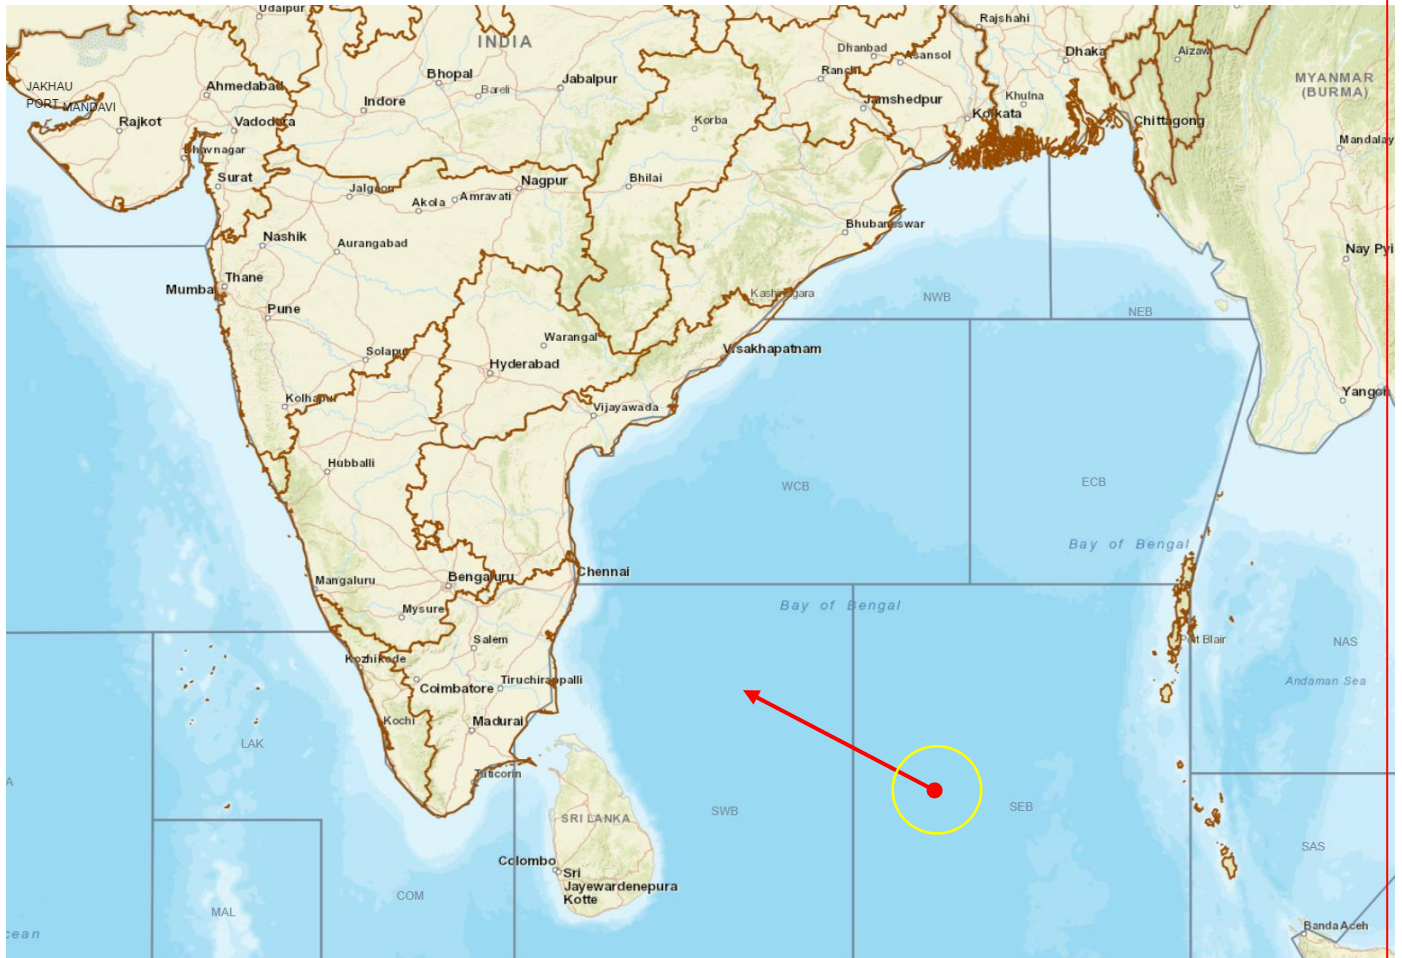 Udaipur
Rajshahi
INDIA
Dhanbad
Asansol
Dhaka
Aizawl
Bhopal
Ranchi
MYANMAR
(BURMA)
JAKHAU
PORT
MANDAVI
Ahmedabad
Bareli
Jabalpur
Indore
Jamshedpur
Khulna
Kolkata
Rajkot
Vadodara
Korba
Chittagong
Mandalay
Bhavnagar
Surat
Jalgaon
Akola
Amravati
Nagpur
Bhilai
Nashik
Aurangabad
Bhubaneswar
Nay Pyi
Mumbai
Thane
Pune
Kashinagara
NWB
NEB
Solapur
Warangal
Hyderabad
Visakhapatnam
Kolhapur
Vijayawada
Yangon
Hubballi
WCB
ECB
Bay of Bengal
Mangaluru
Bengaluru
Chennai
Mysure
Bay of Bengal
Salem
Port Blair
NAS
Kozhikode
Coimbatore
Tiruchirappalli
Andaman Sea
Kochi
Madurai
LAK
Tuticorin
A
SRI LANKA
SWB
SEB
SAS
Colombo
Sri
Jayewardenepura
Kotte
COM
MAL
cean
Banda Aceh